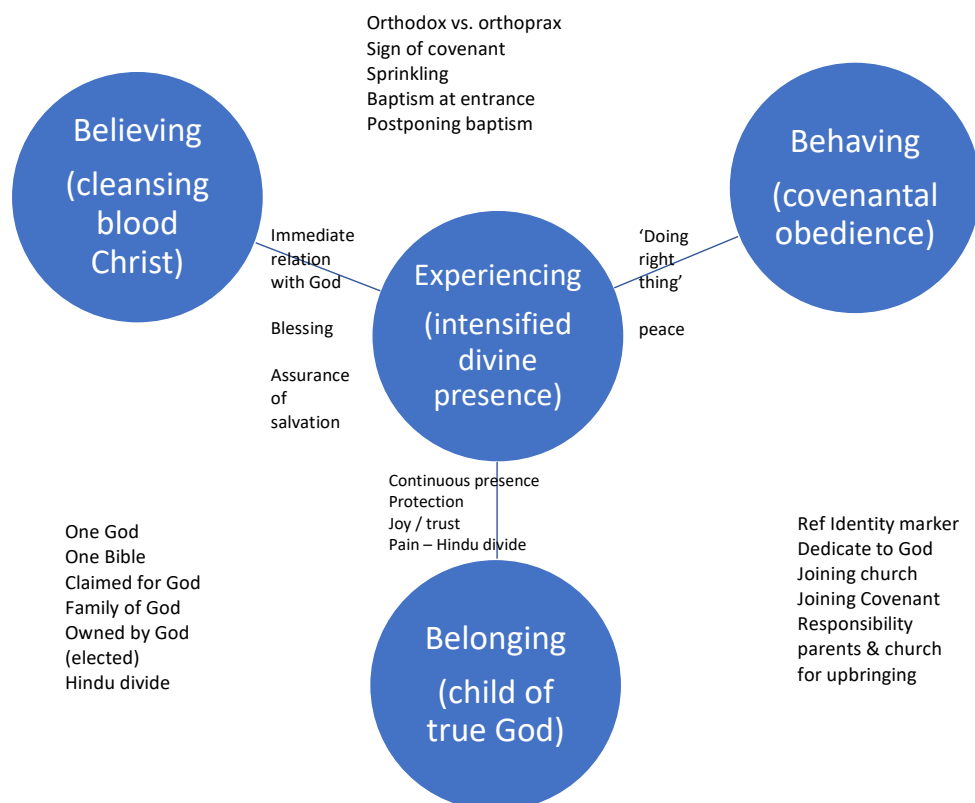 Orthodox vs. orthoprax
Sign of covenant
Sprinkling
Baptism at entrance
Postponing baptism
Believing
(cleansing
blood
Christ)
Behaving
(covenantal
obedience)
Immediate
relation
with God
Blessing
Assurance
of
salvation
Experiencing
(intensified
divine
presence)
‘Doing
right
thing’
peace
Continuous presence
Protection
Joy / trust
Pain – Hindu divide
One God
One Bible
Claimed for God
Family of God
Owned by God
(elected)
Hindu divide
Belonging
(child of
true God)
Ref Identity marker
Dedicate to God
Joining church
Joining Covenant
Responsibility
parents & church
for upbringing